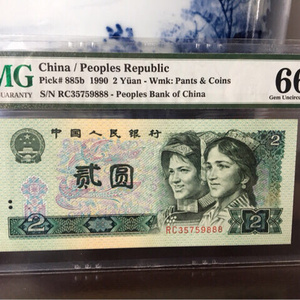 MG
GUARANTY
China / Peoples Republic
Pick# 885b 1990 2 Yüan - Wmk: Pants & Coins
S/N RC35759888 - Peoples Bank of China
66
Gem Uncircul
中国人民银行
贰圆
2
2
RC35759888